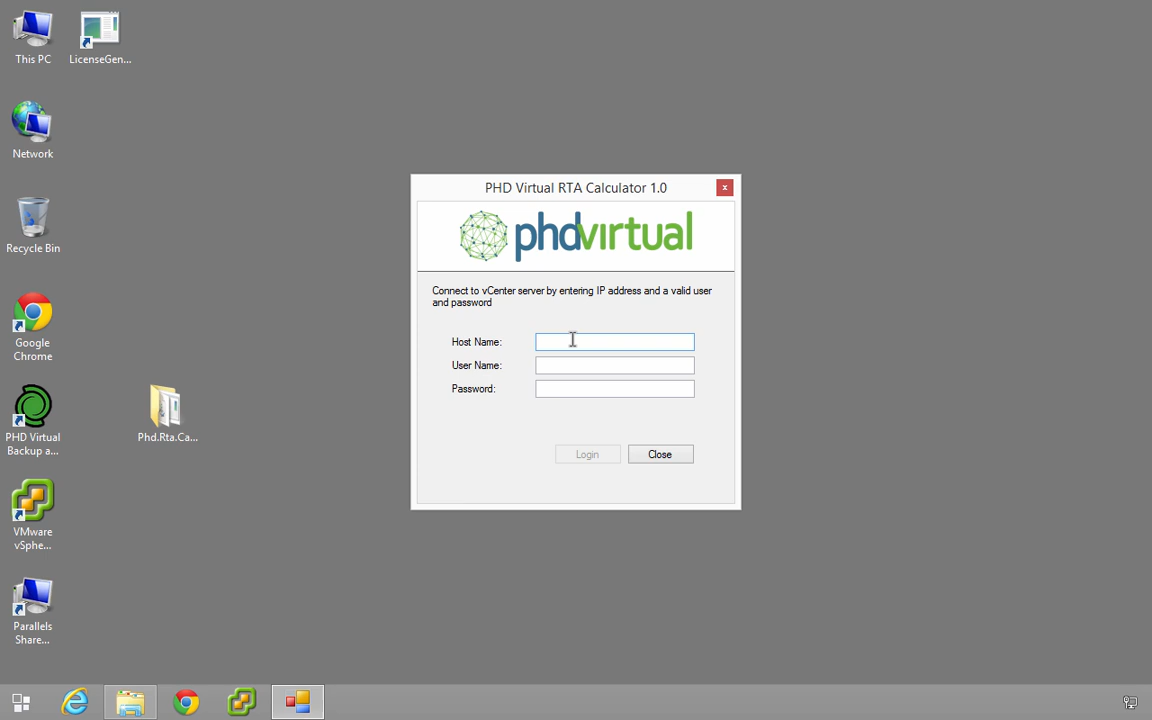 This PC
LicenseGen...
Network
Recycle Bin
Google
Chrome
PHD Virtual
Backup a...
Phd.Rta.Ca...
VMware
vSphe...
Parallels
Share...
PHD Virtual RTA Calculator 1.0
x
phdvirtual
Connect to vCenter server by entering IP address and a valid user
and password
Host Name:
User Name:
Password:
Login
Close